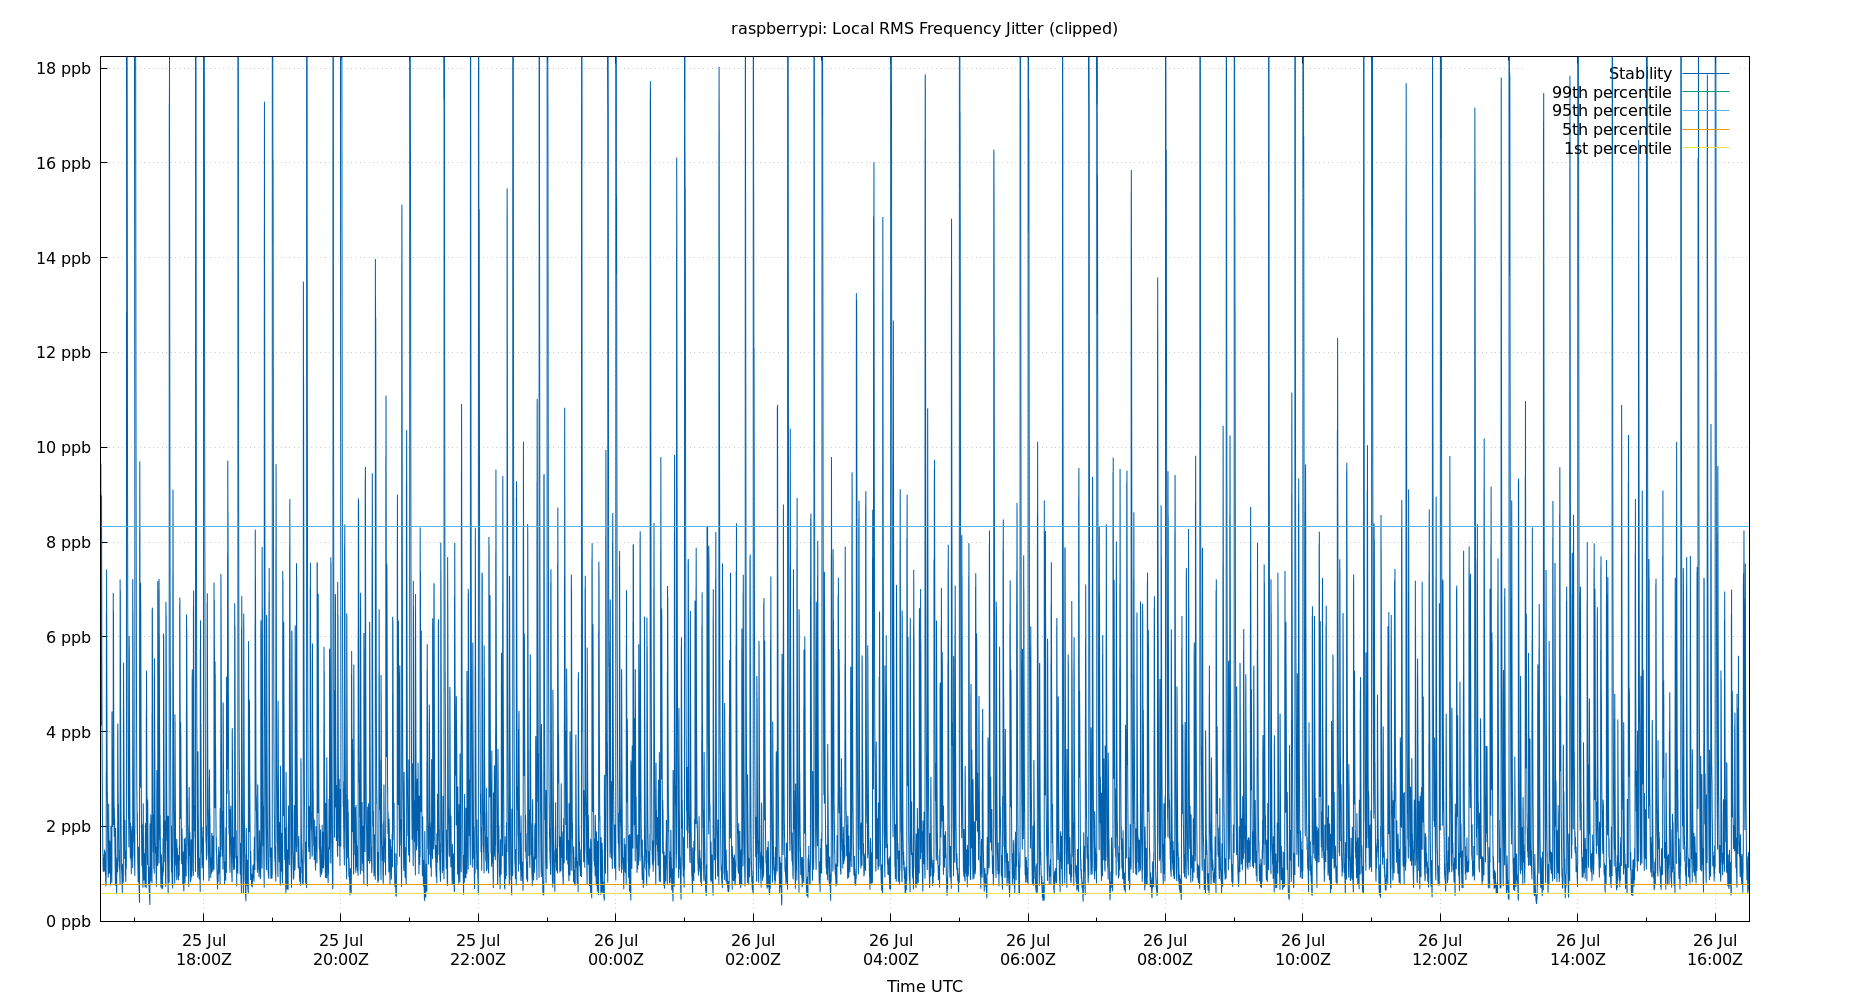 raspberrypi: Local RMS Frequency Jitter (clipped)
18 ppb
16 ppb
14 ppb
12 ppb
10 ppb
8 ppb
6 ppb
4 ppb
2 ppb
0 ppb
Stability
99th percentile
95th percentile
5th percentile
1st percentile
25 Jul 25 Jul 25 Jul 26 Jul 26 Jul 26 Jul 26 Jul 26 Jul 26 Jul 26 Jul 26 Jul 26 Jul
18:00Z 20:00Z 22:00Z 00:00Z 02:00Z 04:00Z 06:00Z 08:00Z 10:00Z 12:00Z 14:00Z 16:00Z
Time UTC